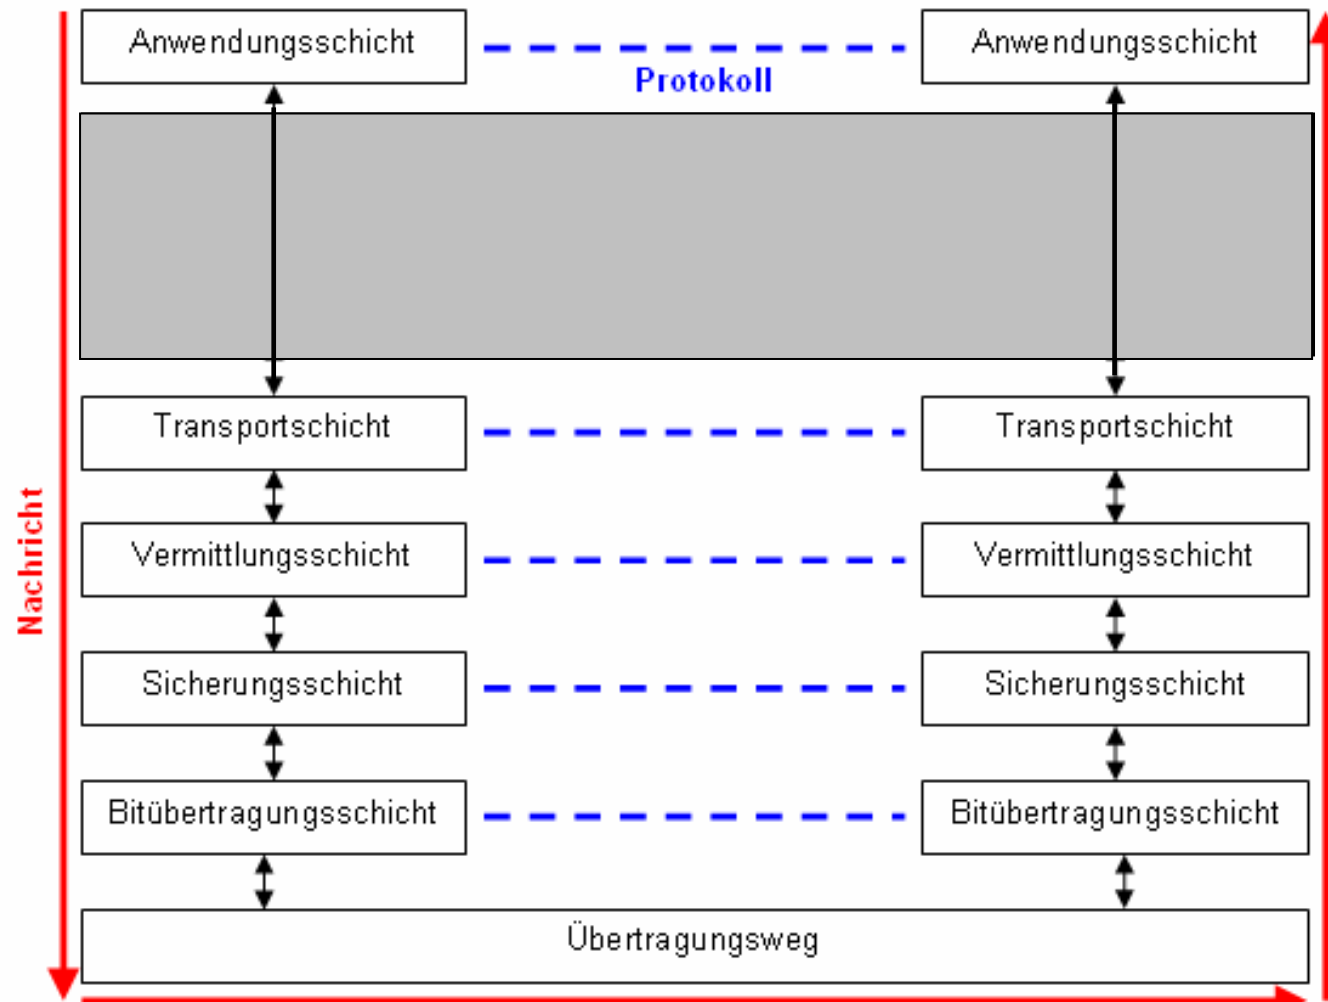 Anwendungsschicht
Anwendungsschicht
Protokoll
Transportschicht
Transportschicht
Nachricht
Vermittlungsschicht
Vermittlungsschicht
Sicherungsschicht
Sicherungsschicht
Bitübertragungsschicht
Bitübertragungsschicht
Übertragungsweg